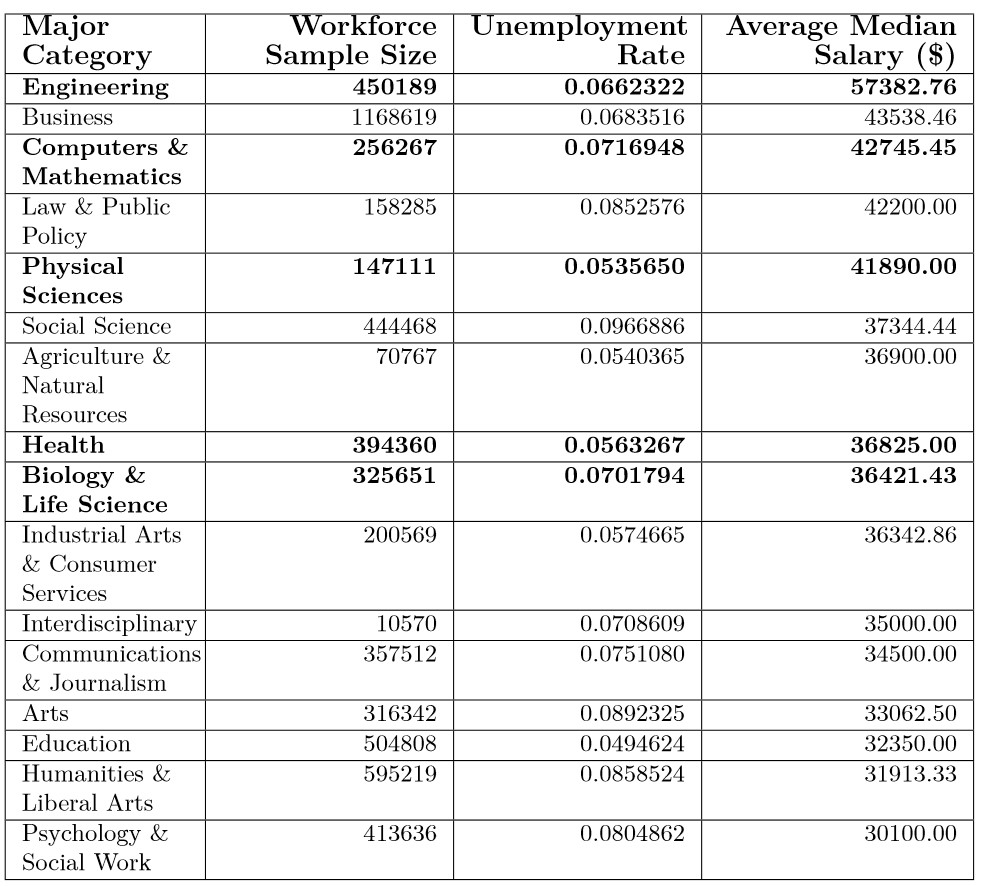 Major Category Workforce Sample Size Unemployment Rate Average Median Salary ($)
Engineering 450189 0.0662322 57382.76
Business 1168619 0.0683516 43538.46
Computers & 256267 0.0716948 42745.45
Mathematics
Law & Public 158285 0.0852576 42200.00
Policy
Physical 147111 0.0535650 41890.00
Sciences
Social Science 444468 0.0966886 37344.44
Agriculture & 70767 0.0540365 36900.00
Natural
Resources
Health 394360 0.0563267 36825.00
Biology & 325651 0.0701794 36421.43
Life Science
Industrial Arts 200569 0.0574665 36342.86
& Consumer
Services
Interdisciplinary 10570 0.0708609 35000.00
Communications 357512 0.0751080 34500.00
& Journalism
Arts 316342 0.0892325 33062.50
Education 504808 0.0494624 32350.00
Humanities & 595219 0.0858524 31913.33
Liberal Arts
Psychology & 413636 0.0804862 30100.00
Social Work